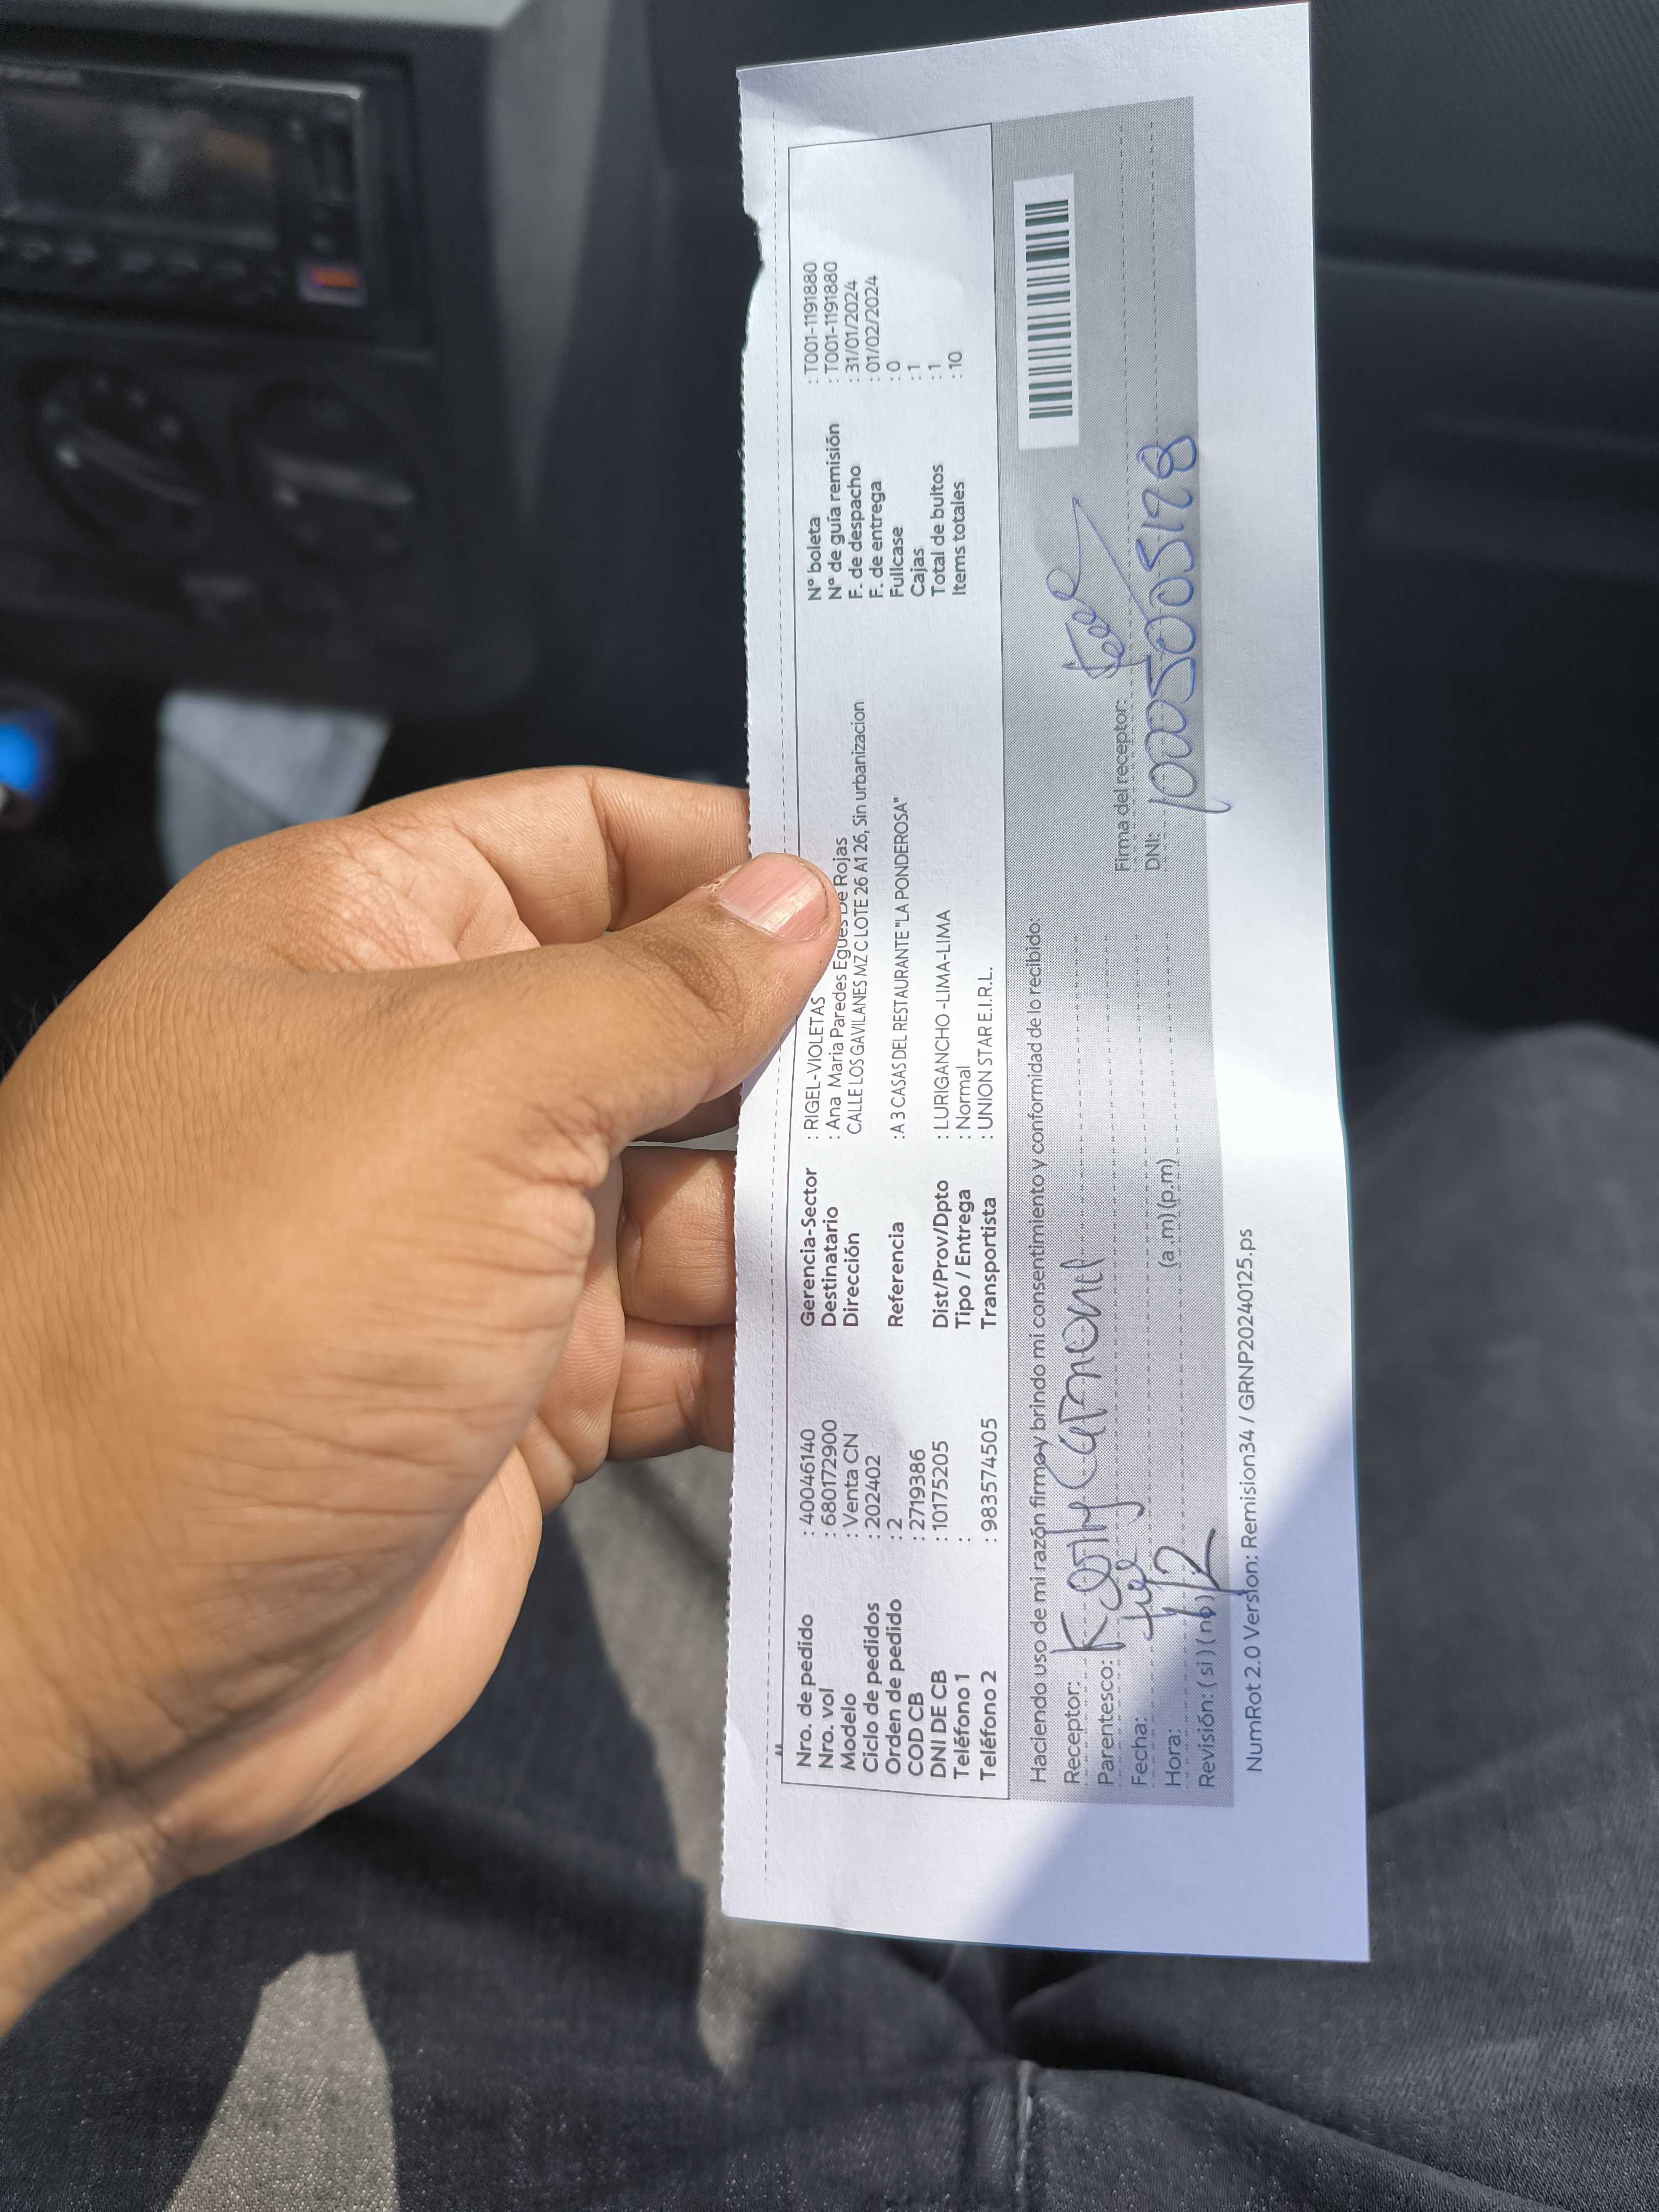 Nro. de pedido : 40046140 Gerencia-Sector : RIGEL-VIOLETAS N° boleta : T001-1191880
Nro. vol : 680172900 Destinatario : Ana Maria Paredes Egues De Rojas N° de guía remisión : T001-1191880
Modelo : Venta CN Dirección CALLE LOS GAVILANES MZ C LOTE 26 A1 26, Sin urbanizacion F. de despacho : 31/01/2024
Ciclo de pedidos : 202402 F. de entrega : 01/02/2024
Orden de pedido : 2 Referencia : A 3 CASAS DEL RESTAURANTE "LA PONDEROSA" Fullcase : 0
COD CB : 2719386 Cajas : 1
DNI DE CB : 10175205 Dist/Prov/Dpto : LURIGANCHO -LIMA-LIMA Total de bultos : 1
Teléfono 1 : Tipo / Entrega : Normal Items totales : 10
Teléfono 2 : 983574505 Transportista : UNION STAR E.I.R.L.
Haciendo uso de mi razón firmo y brindo mi consentimiento y conformidad de lo recibido:
Receptor:
Parentesco: Firma del receptor:
Fecha: 1/2 DNI:
Hora: (a .m) (p.m)
Revisión: ( si ) ( no )
NumRot 2.0 Version: Remision34 / GRNP20240125.ps